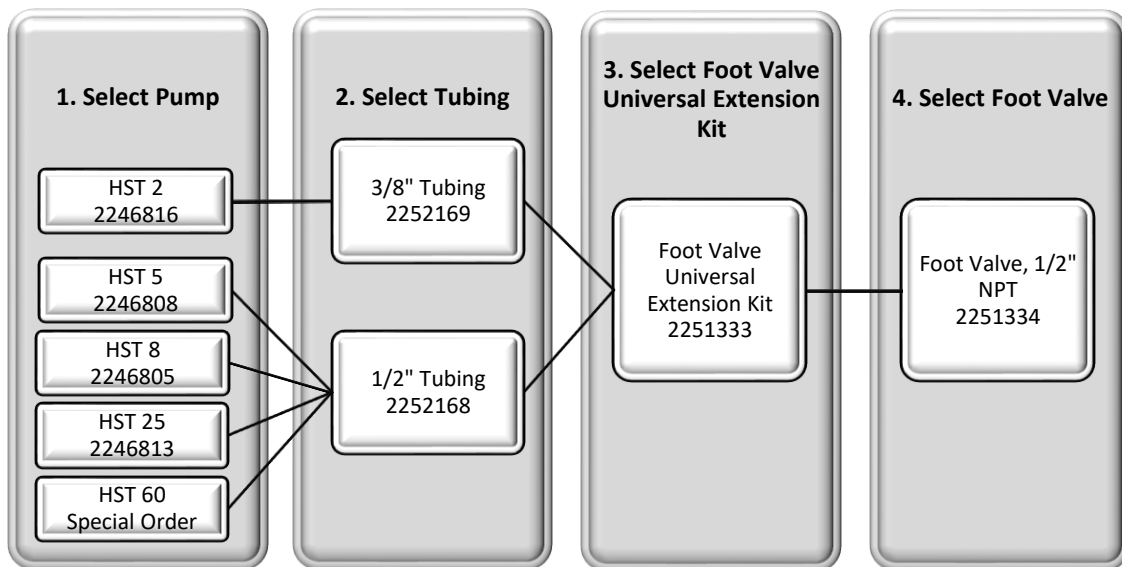 1. Select Pump
HST 2
2246816
HST 5
2246808
HST 8
2246805
HST 25
2246813
HST 60
Special Order
2. Select Tubing
3/8" Tubing
2252169
1/2" Tubing
2252168
3. Select Foot Valve
Universal Extension
Kit
Foot Valve
Universal
Extension Kit
2251333
4. Select Foot Valve
Foot Valve, 1/2"
NPT
2251334